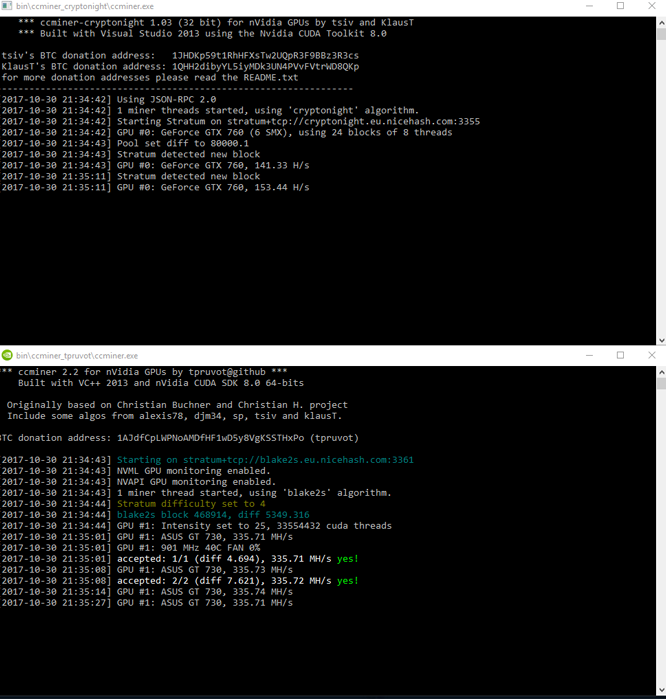 bin\ccminer_cryptonight\ccminer.exe
*** ccminer-cryptonight 1.03 (32 bit) for nVidia GPUs by tsiv and KlausT
*** Built with Visual Studio 2013 using the Nvidia CUDA Toolkit 8.0
tsiv's BTC donation address:   1JHDKp59t1RhHFXsTw2UQpR3F9BBz3R3cs
KlausT's BTC donation address: 1QHH2dibyYL5iyMDk3UN4PVvFVtrWD8QKp
for more donation addresses please read the README.txt
-------------------------------------------------------------
[2017-10-30 21:34:42] Using JSON-RPC 2.0
[2017-10-30 21:34:42] 1 miner threads started, using 'cryptonight' algorithm.
[2017-10-30 21:34:42] Starting Stratum on stratum+tcp://cryptonight.eu.nicehash.com:3355
[2017-10-30 21:34:42] GPU #0: GeForce GTX 760 (6 SMX), using 24 blocks of 8 threads
[2017-10-30 21:34:43] Pool set diff to 80000.1
[2017-10-30 21:34:43] Stratum detected new block
[2017-10-30 21:34:43] GPU #0: GeForce GTX 760, 141.33 H/s
[2017-10-30 21:35:11] Stratum detected new block
[2017-10-30 21:35:11] GPU #0: GeForce GTX 760, 153.44 H/s
bin\ccminer_tpruvot\ccminer.exe
*** ccminer 2.2 for nVidia GPUs by tpruvot@github ***
Built with VC++ 2013 and nVidia CUDA SDK 8.0 64-bits
Originally based on Christian Buchner and Christian H. project
Include some algos from alexis78, djm34, sp, tsiv and klausT.
BTC donation address: 1AJdfCpLWPNoAMDfHF1wD5y8VgKSSTHxPo (tpruvot)
[2017-10-30 21:34:43] Starting on stratum+tcp://blake2s.eu.nicehash.com:3361
[2017-10-30 21:34:43] NVML GPU monitoring enabled.
[2017-10-30 21:34:43] NVAPI GPU monitoring enabled.
[2017-10-30 21:34:43] 1 miner thread started, using 'blake2s' algorithm.
[2017-10-30 21:34:44] Stratum difficulty set to 4
[2017-10-30 21:34:44] blake2s block 468914, diff 5349.316
[2017-10-30 21:34:44] GPU #1: Intensity set to 25, 33554432 cuda threads
[2017-10-30 21:35:01] GPU #1: ASUS GT 730, 335.71 MH/s
[2017-10-30 21:35:01] GPU #1: 901 MHz 40C FAN 0%
[2017-10-30 21:35:01] accepted: 1/1 (diff 4.694), 335.71 MH/s yes!
[2017-10-30 21:35:08] GPU #1: ASUS GT 730, 335.73 MH/s
[2017-10-30 21:35:08] accepted: 2/2 (diff 7.621), 335.72 MH/s yes!
[2017-10-30 21:35:14] GPU #1: ASUS GT 730, 335.74 MH/s
[2017-10-30 21:35:27] GPU #1: ASUS GT 730, 335.71 MH/s